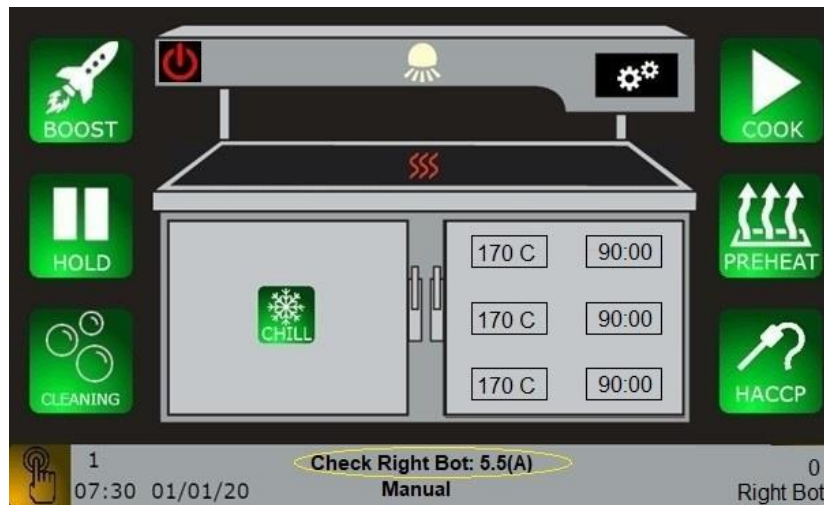 BOOST
COOK
HOLD
170 C 90:00
PREHEAT
CHILL
170 C 90:00
170 C 90:00
CLEANING
HACCP
1
Check Right Bot: 5.5(A)
0
07:30 01/01/20
Manual
Right Bot